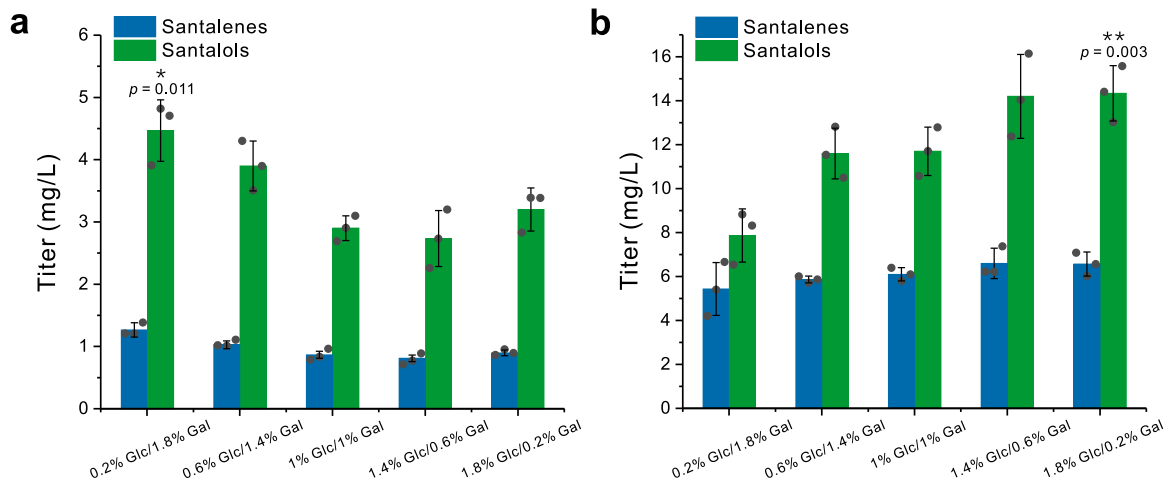 a
Santalenes
Santalols
Titer (mg/L)
6
5
4
3
2
1
0
*
p = 0.011
0.2% Glc/1.8% Gal
0.6% Glc/1.4% Gal
1% Glc/1% Gal
1.4% Glc/0.6% Gal
1.8% Glc/0.2% Gal
b
Santalenes
Santalols
Titer (mg/L)
16
14
12
10
8
6
4
2
0
**
p = 0.003
0.2% Glc/1.8% Gal
0.6% Glc/1.4% Gal
1% Glc/1% Gal
1.4% Glc/0.6% Gal
1.8% Glc/0.2% Gal